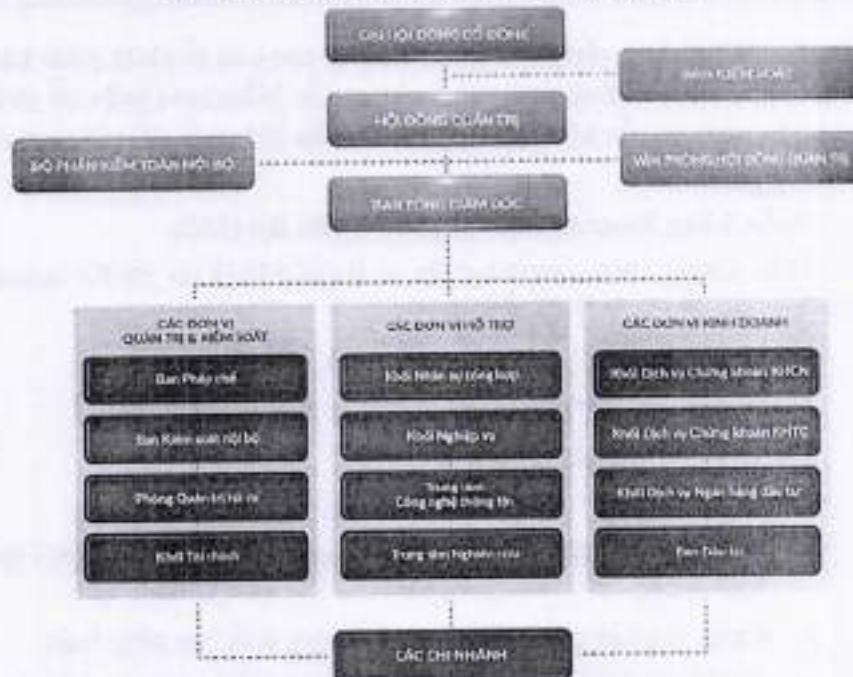 ĐẠI HỘI ĐỒNG CỔ ĐÔNG
BAN KIỂM SOÁT
HỘI ĐỒNG QUẢN TRỊ
BỘ PHẬN KIỂM TOÁN NỘI BỘ
VĂN PHÒNG HỘI ĐỒNG QUẢN TRỊ
BAN TỔNG GIÁM ĐỐC
CÁC ĐƠN VỊ
QUẢN TRỊ & KIỂM SOÁT
Ban Pháp chế
Ban Kiểm soát nội bộ
Phòng Quản trị rủi ro
Khối Tài chính
CÁC ĐƠN VỊ HỖ TRỢ
Khối Nhân sự tổng hợp
Khối Nghiệp vụ
Trung tâm
Công nghệ thông tin
Trung tâm Nghiên cứu
CÁC ĐƠN VỊ KINH DOANH
Khối Dịch vụ Chứng khoán KHCN
Khối Dịch vụ Chứng khoán KHTC
Khối Dịch vụ Ngân hàng đầu tư
Ban Đầu tư
CÁC CHI NHÁNH